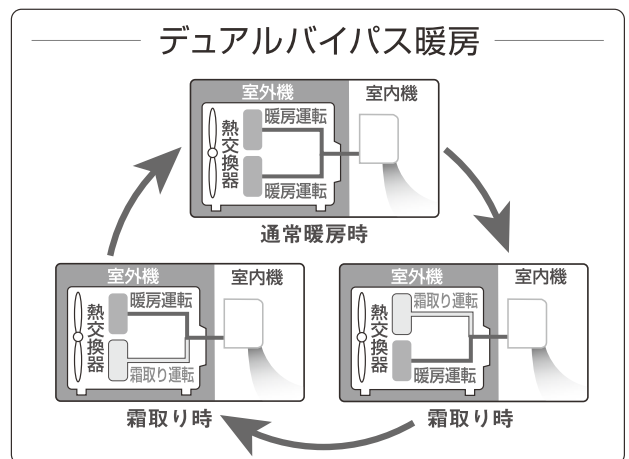 デュアルバイパス暖房
室外機
室内機
暖房運転
熱交換器
暖房運転
通常暖房時
室外機
室内機
暖房運転
熱交換器
霜取り運転
霜取り時
室外機
室内機
霜取り運転
熱交換器
暖房運転
霜取り時